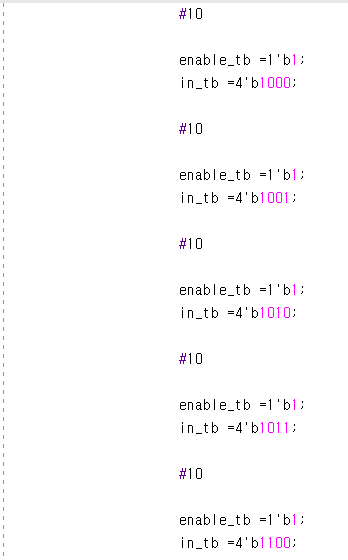 #10
enable_tb =1'b1;
in_tb =4'b1000;
#10
enable_tb =1'b1;
in_tb =4'b1001;
#10
enable_tb =1'b1;
in_tb =4'b1010;
#10
enable_tb =1'b1;
in_tb =4'b1011;
#10
enable_tb =1'b1;
in_tb =4'b1100;